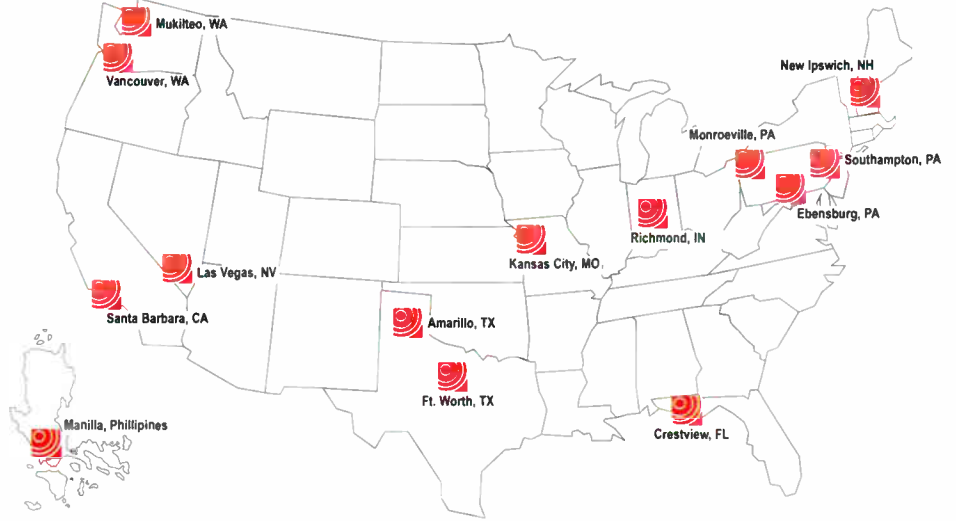 Mukilteo, WA
Vancouver, WA
New Ipswich, NH
Monroeville, PA
Southampton, PA
Ebensburg, PA
Richmond, IN
Kansas City, MO
Las Vegas, NV
Santa Barbara, CA
Amarillo, TX
Ft. Worth, TX
Manilla, Phillipines
Crestview, FL